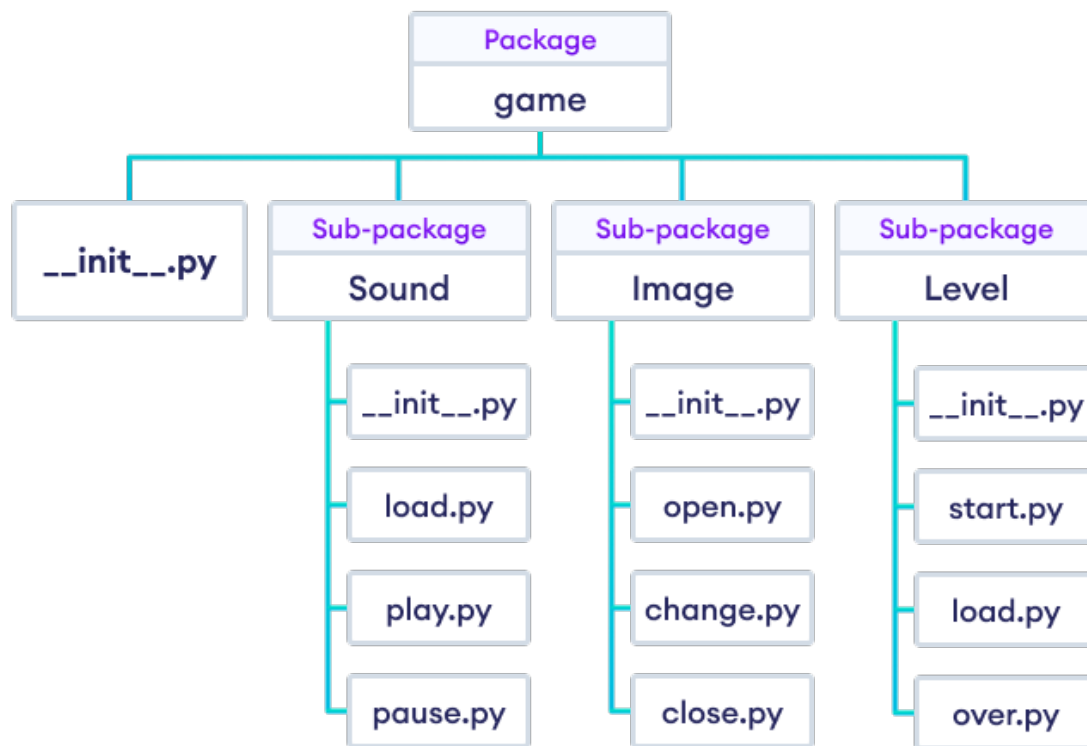 Package
game
__init__.py
Sub-package
Sound
Sub-package
Image
Sub-package
Level
__init__.py
load.py
play.py
pause.py
__init__.py
open.py
change.py
close.py
__init__.py
start.py
load.py
over.py